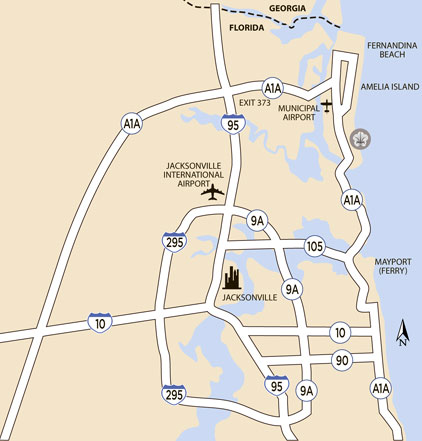 GEORGIA
FLORIDA
FERNANDINA
BEACH
AMELIA ISLAND
A1A
EXIT 373
MUNICIPAL
AIRPORT
A1A
95
JACKSONVILLE
INTERNATIONAL
AIRPORT
A1A
9A
295
105
MAYPORT
(FERRY)
9A
JACKSONVILLE
10
10
N
90
95
A1A
295
9A